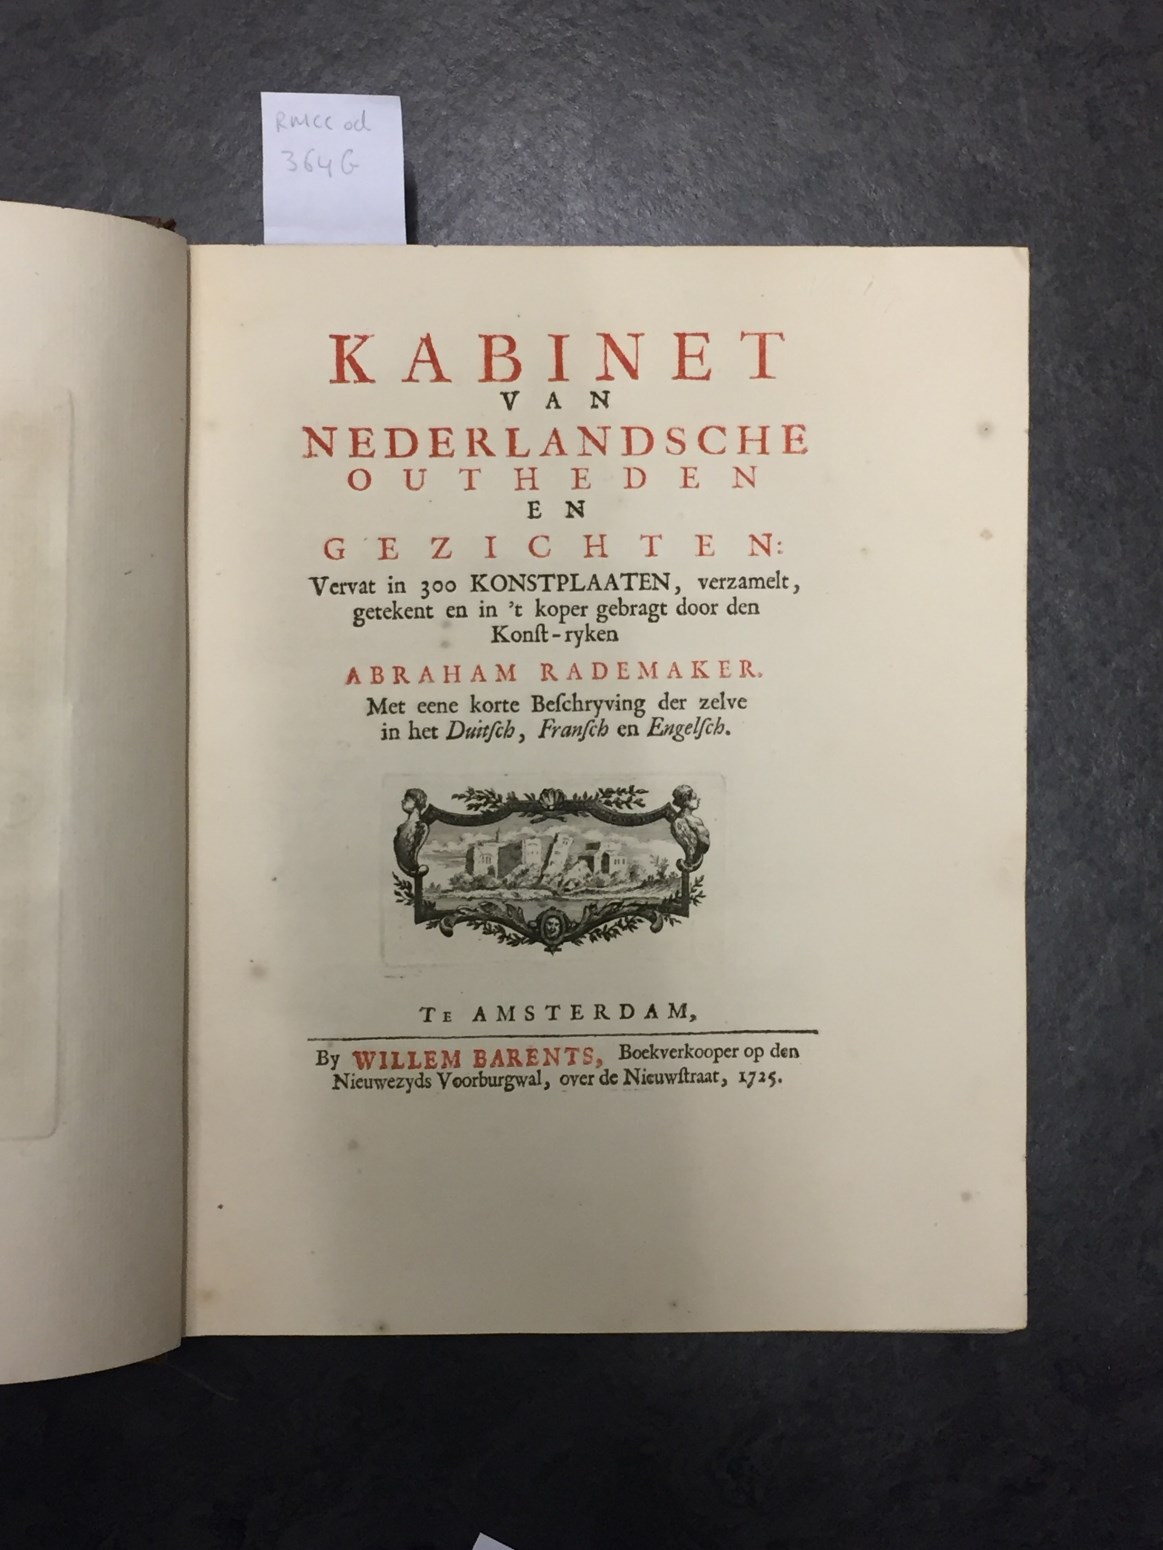 RMCC od
364 G
KABINET
VAN
NEDERLANDSCHE
OUTHEDEN
EN
GEZICHTEN:
Vervat in 300 KONSTPLAATEN, verzamelt,
getekent en in 't koper gebragt door den
Konſt-ryken
ABRAHAM RADEMAKER.
Met eene korte Beſchryving der zelve
in het Duitſch, Franſch en Engelſch.
TE AMSTERDAM,
By WILLEM BARENTS, Boekverkooper op den
Nieuwezyds Voorburgwal, over de Nieuwſtraat, 1725.